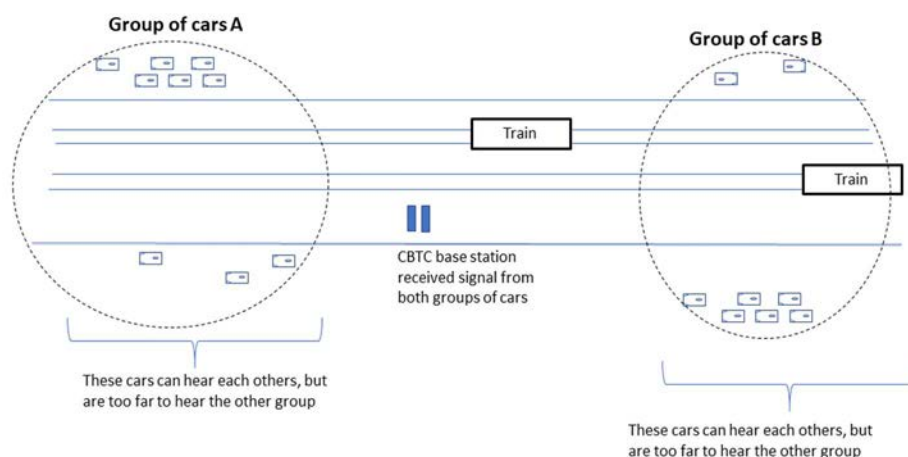 Group of cars A
Group of cars B
Train
Train
CBTC base station
received signal from
both groups of cars
These cars can hear each others, but
are too far to hear the other group
These cars can hear each others, but
are too far to hear the other group